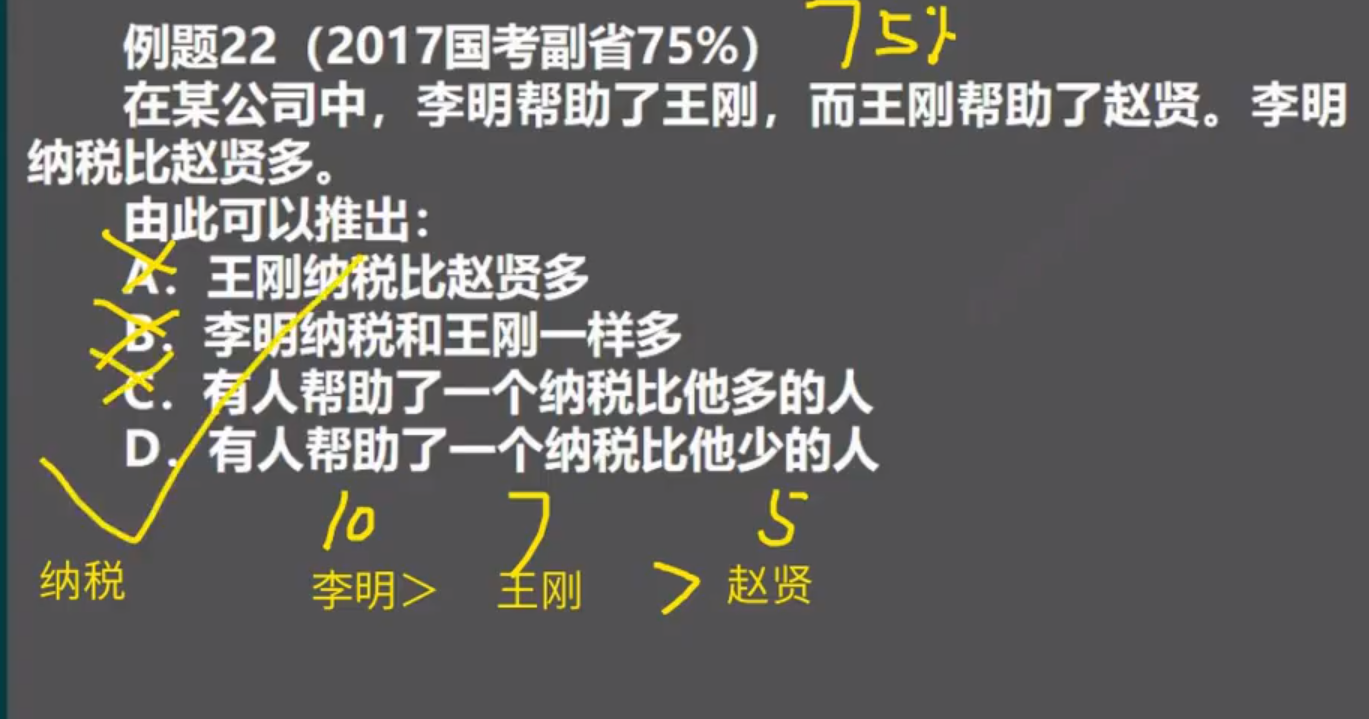 例题22（2017国考副省75%） 75%
在某公司中，李明帮助了王刚，而王刚帮助了赵贤。李明
纳税比赵贤多。
由此可以推出：
A．王刚纳税比赵贤多
B．李明纳税和王刚一样多
C．有人帮助了一个纳税比他多的人
D．有人帮助了一个纳税比他少的人
10 7 5
纳税 李明＞ 王刚 > 赵贤